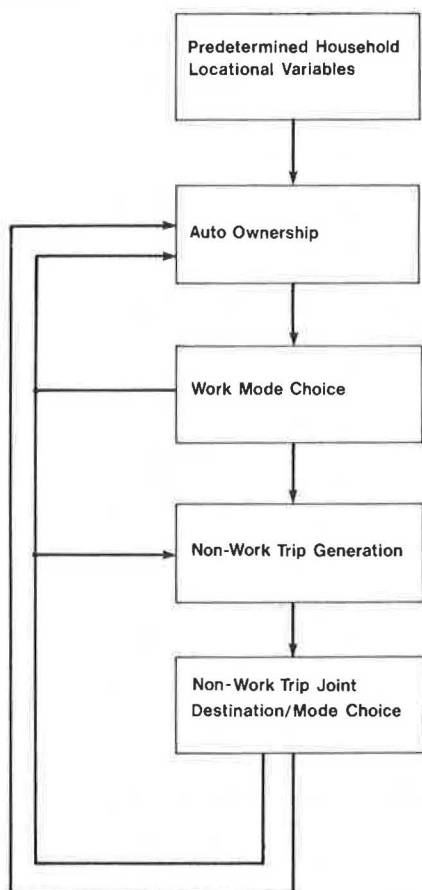 Predetermined Household
Locational Variables
Auto Ownership
Work Mode Choice
Non-Work Trip Generation
Non-Work Trip Joint
Destination/Mode Choice